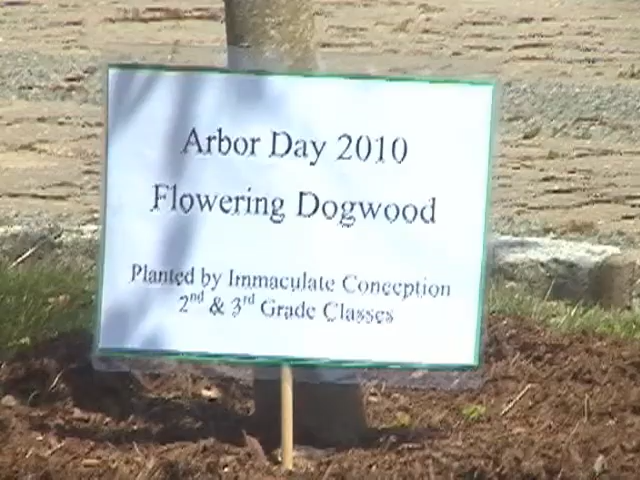 Arbor Day 2010
Flowering Dogwood
Planted by Immaculate Conception
2nd & 3rd Grade Classes